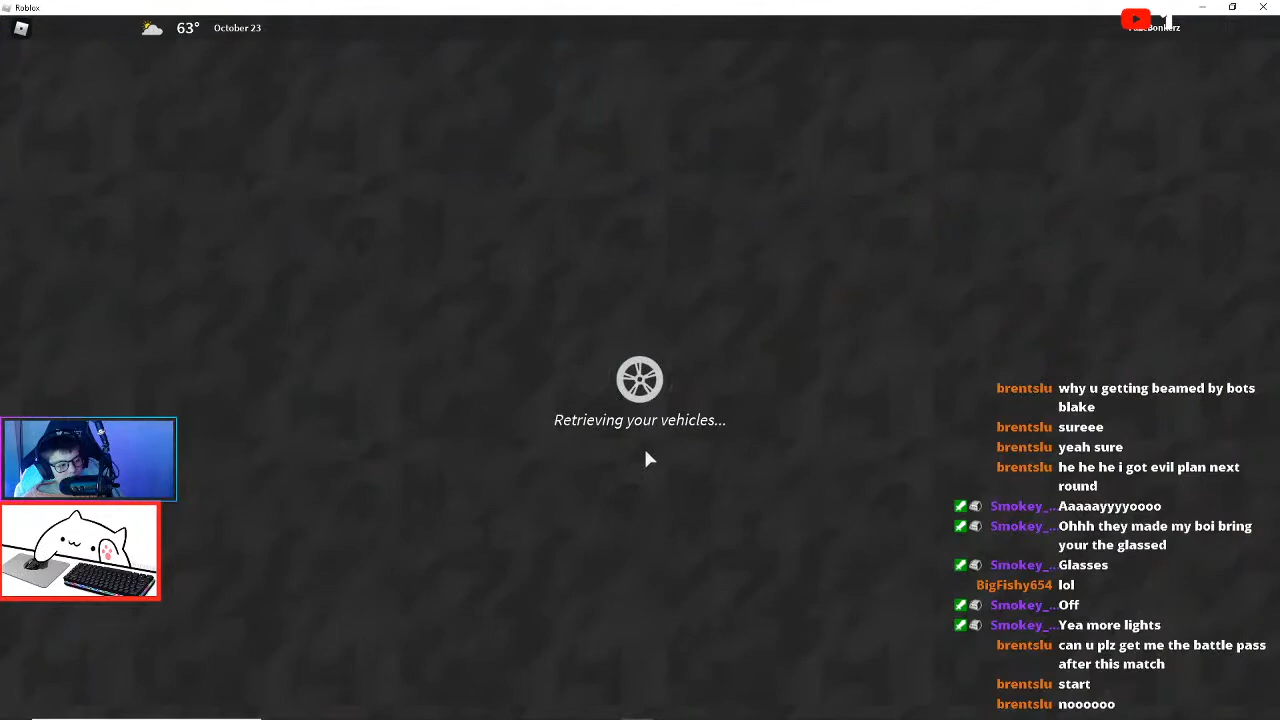 Roblox
63° October 23
Retrieving your vehicles...
brentslu why u getting beamed by bots
blake
brentslu sureee
brentslu yeah sure
brentslu he he he i got evil plan next
round
Smokey_... Aaaaayyyyoooo
Smokey_... Ohhh they made my boi bring
your the glassed
Smokey_... Glasses
BigFishy654 lol
Smokey_... Off
Smokey_... Yea more lights
brentslu can u plz get me the battle pass
after this match
brentslu start
brentslu noooooo